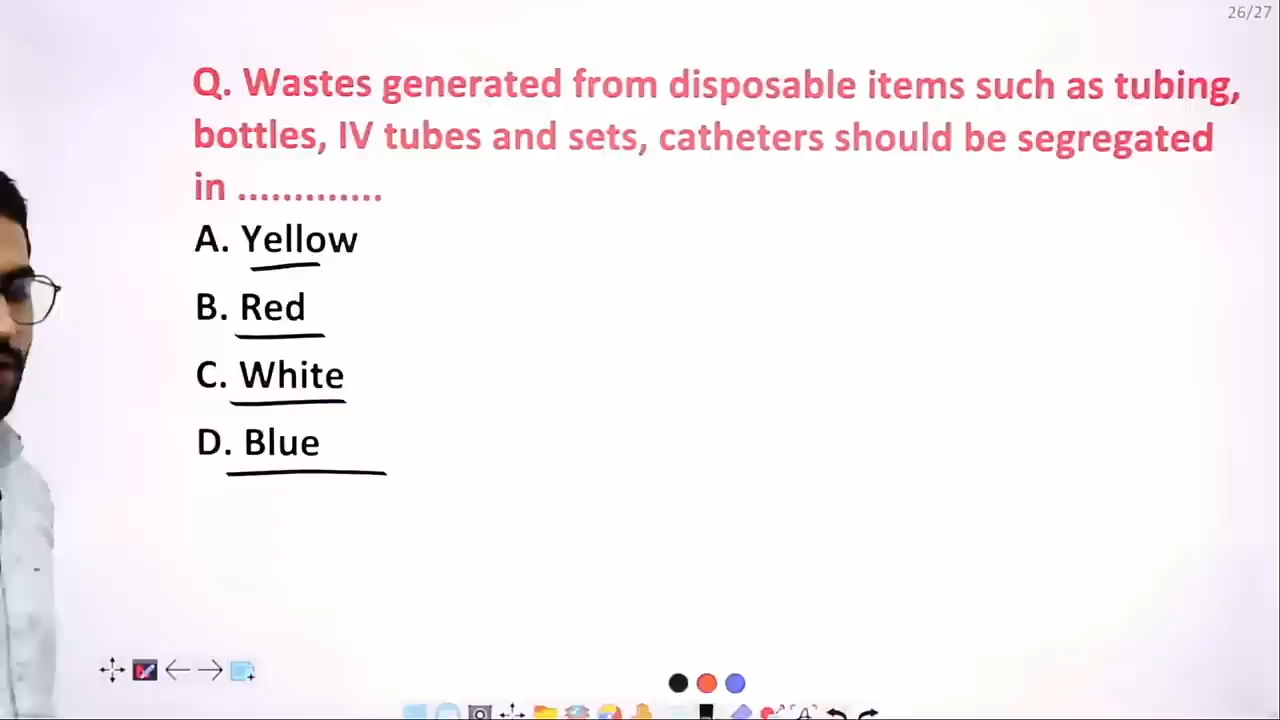 26/27
Q. Wastes generated from disposable items such as tubing,
bottles, IV tubes and sets, catheters should be segregated
in .............
A. Yellow
B. Red
C. White
D. Blue